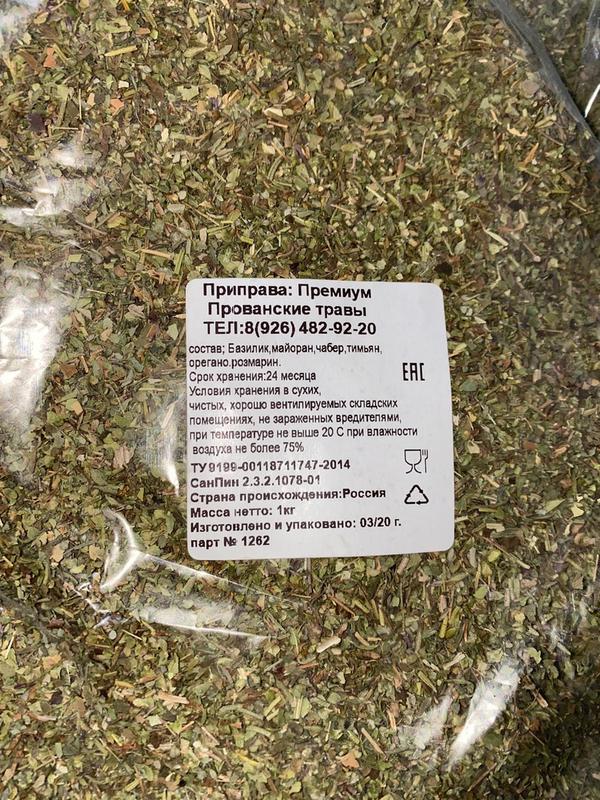 Приправа: Премиум
Прованские травы
ТЕЛ:8(926) 482-92-20
состав; Базилик,майоран,чабер,тимьян,
орегано.розмарин.
Срок хранения:24 месяца
Условия хранения в сухих,
чистых, хорошо вентилируемых складских
помещениях, не зараженных вредителями,
при температуре не выше 20 С при влажности
воздуха не более 75%
ТУ9199-00118711747-2014
СанПин 2.3.2.1078-01
Страна происхождения:Россия
Масса нетто: 1кг
Изготовлено и упаковано: 03/20 г.
парт № 1262
ЕАС